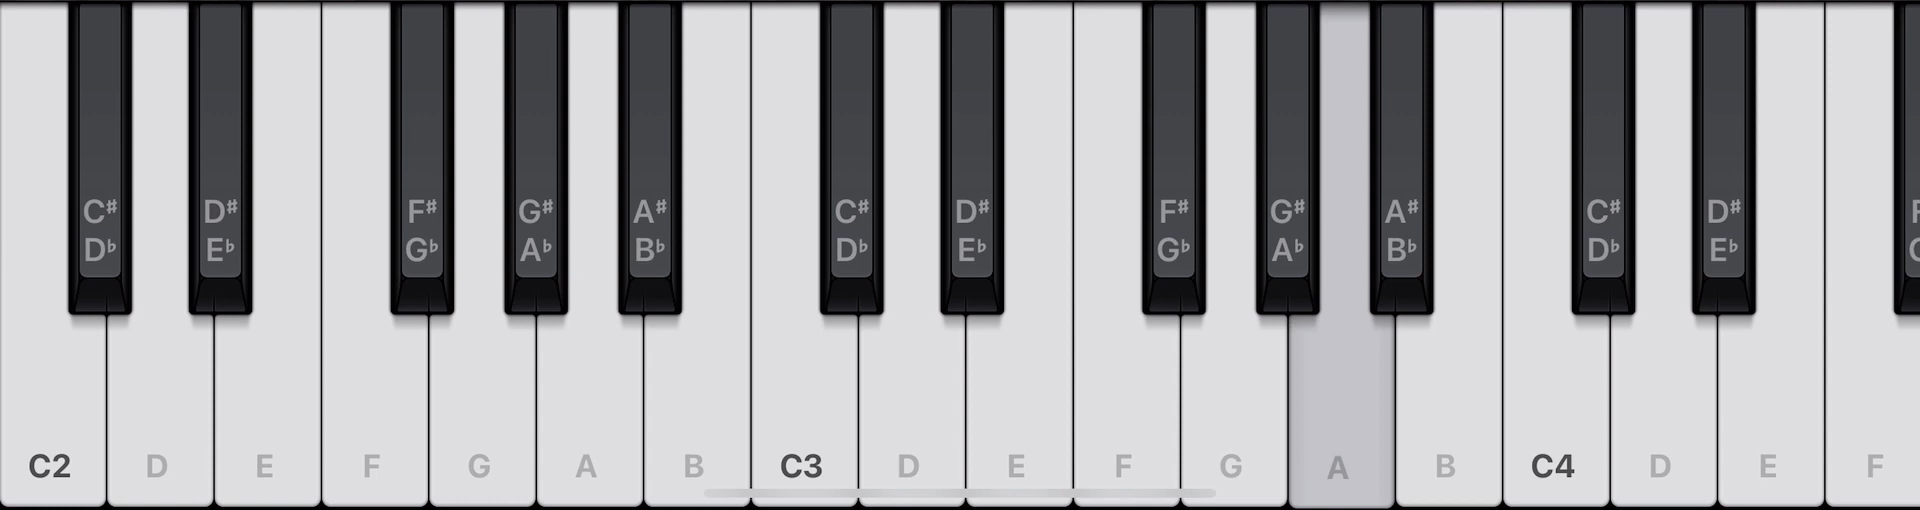 C♯ D♯ F♯ G♯ A♯ C♯ D♯ F♯ G♯ A♯ C♯ D♯
D♭ E♭ G♭ A♭ B♭ D♭ E♭ G♭ A♭ B♭ D♭ E♭
C2 D E F G A B C3 D E F G A B C4 D E F